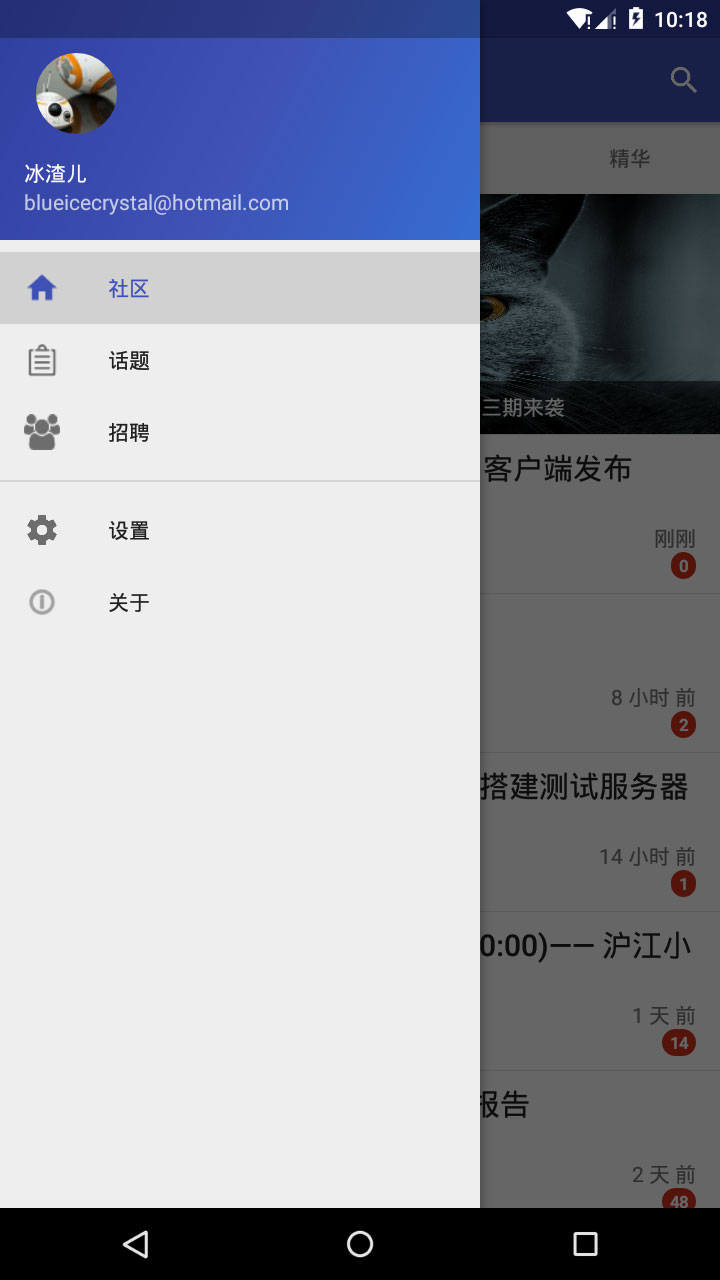 10:18
冰渣儿
blueicecrystal@hotmail.com
社区
话题
招聘
设置
关于
精华
三期来袭
客户端发布
刚刚
0
8 小时 前
2
搭建测试服务器
14 小时 前
1
0:00)—— 沪江小
1 天 前
14
报告
2 天 前
48